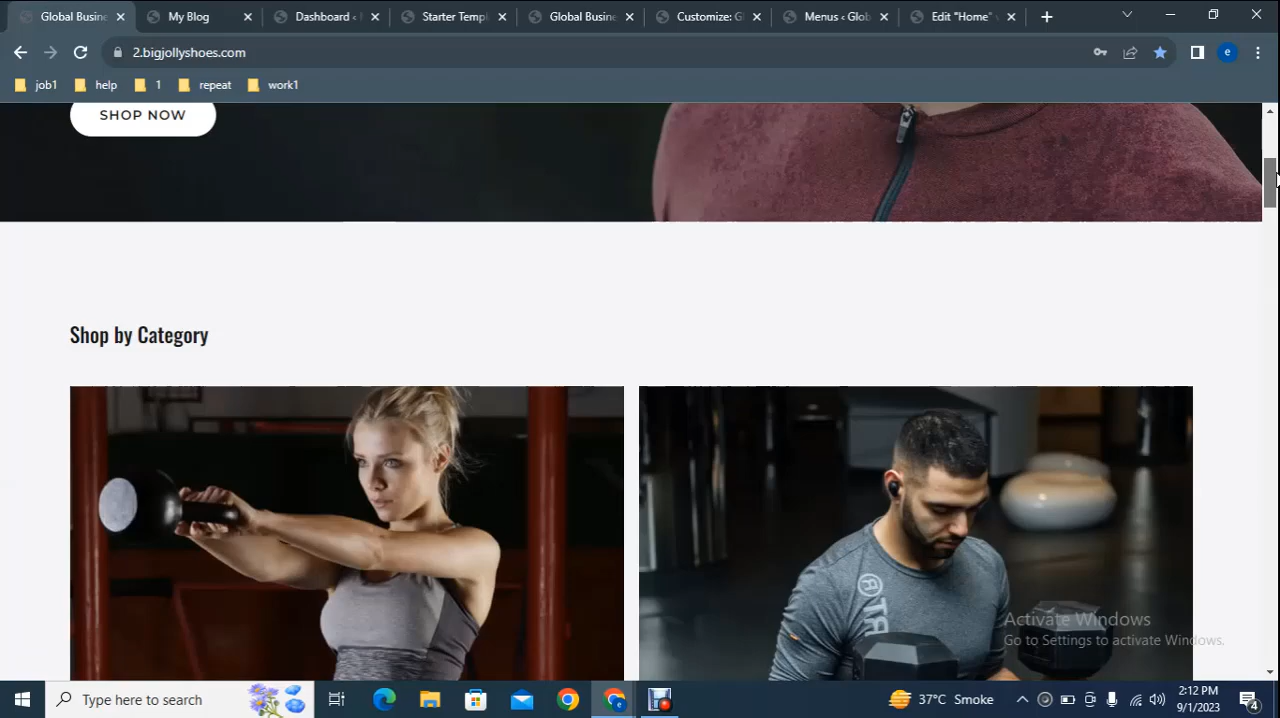 Global Busine
My Blog
Dashboard ‹
Starter Templ
Global Busine
Customize: G
Menus ‹ Glob
Edit "Home"
2.bigjollyshoes.com
e
job1
help
1
repeat
work1
SHOP NOW
Shop by Category
Activate Windows
Go to Settings to activate Windows.
Type here to search
37°C Smoke
2:12 PM
9/1/2023
4